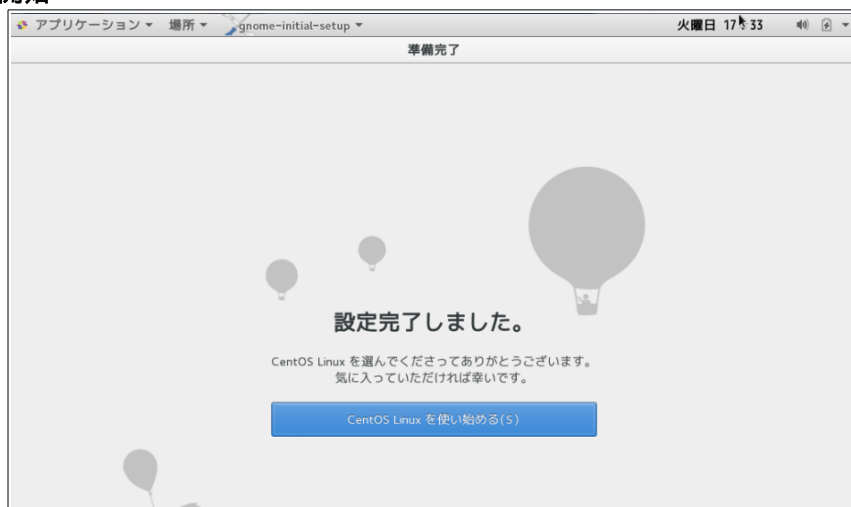 開始
アプリケーション 場所 gnome-initial-setup 火曜日 17:33
準備完了
設定完了しました。
CentOS Linux を選んでくださってありがとうございます。
気に入っていただければ幸いです。
CentOS Linux を使い始める(S)